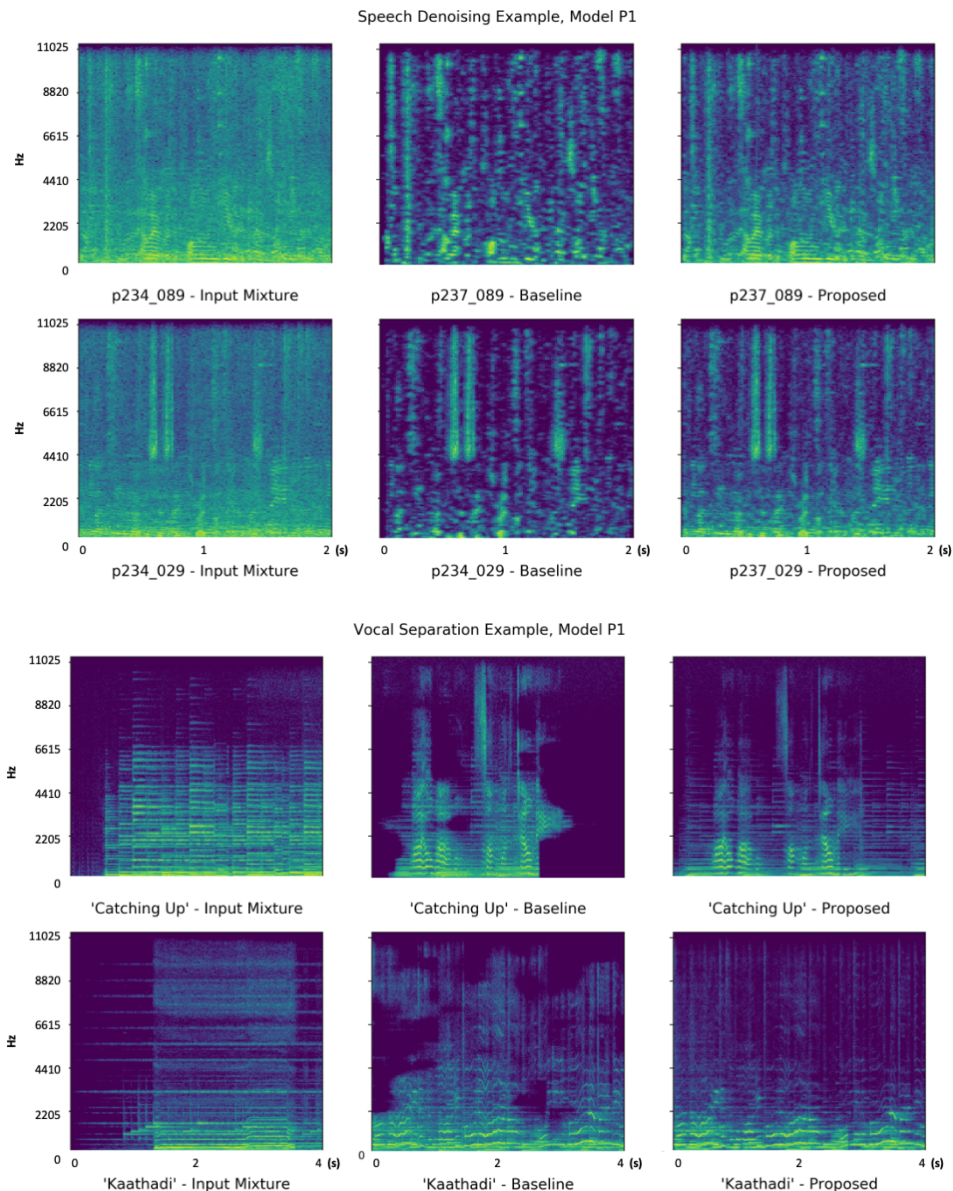 Speech Denoising Example, Model P1
11025
8820
6615
Hz
4410
2205
0
p234_089 - Input Mixture
p237_089 - Baseline
p237_089 - Proposed
11025
8820
6615
Hz
4410
2205
0
0 1 2 (s)
0 1 2 (s)
0 1 2 (s)
p234_029 - Input Mixture
p234_029 - Baseline
p237_029 - Proposed
Vocal Separation Example, Model P1
11025
8820
6615
Hz
4410
2205
0
'Catching Up' - Input Mixture
'Catching Up' - Baseline
'Catching Up' - Proposed
11025
8820
6615
Hz
4410
2205
0
0
2 4 (s)
0 2 4 (s)
0 2 4 (s)
'Kaathadi' - Input Mixture
'Kaathadi' - Baseline
'Kaathadi' - Proposed